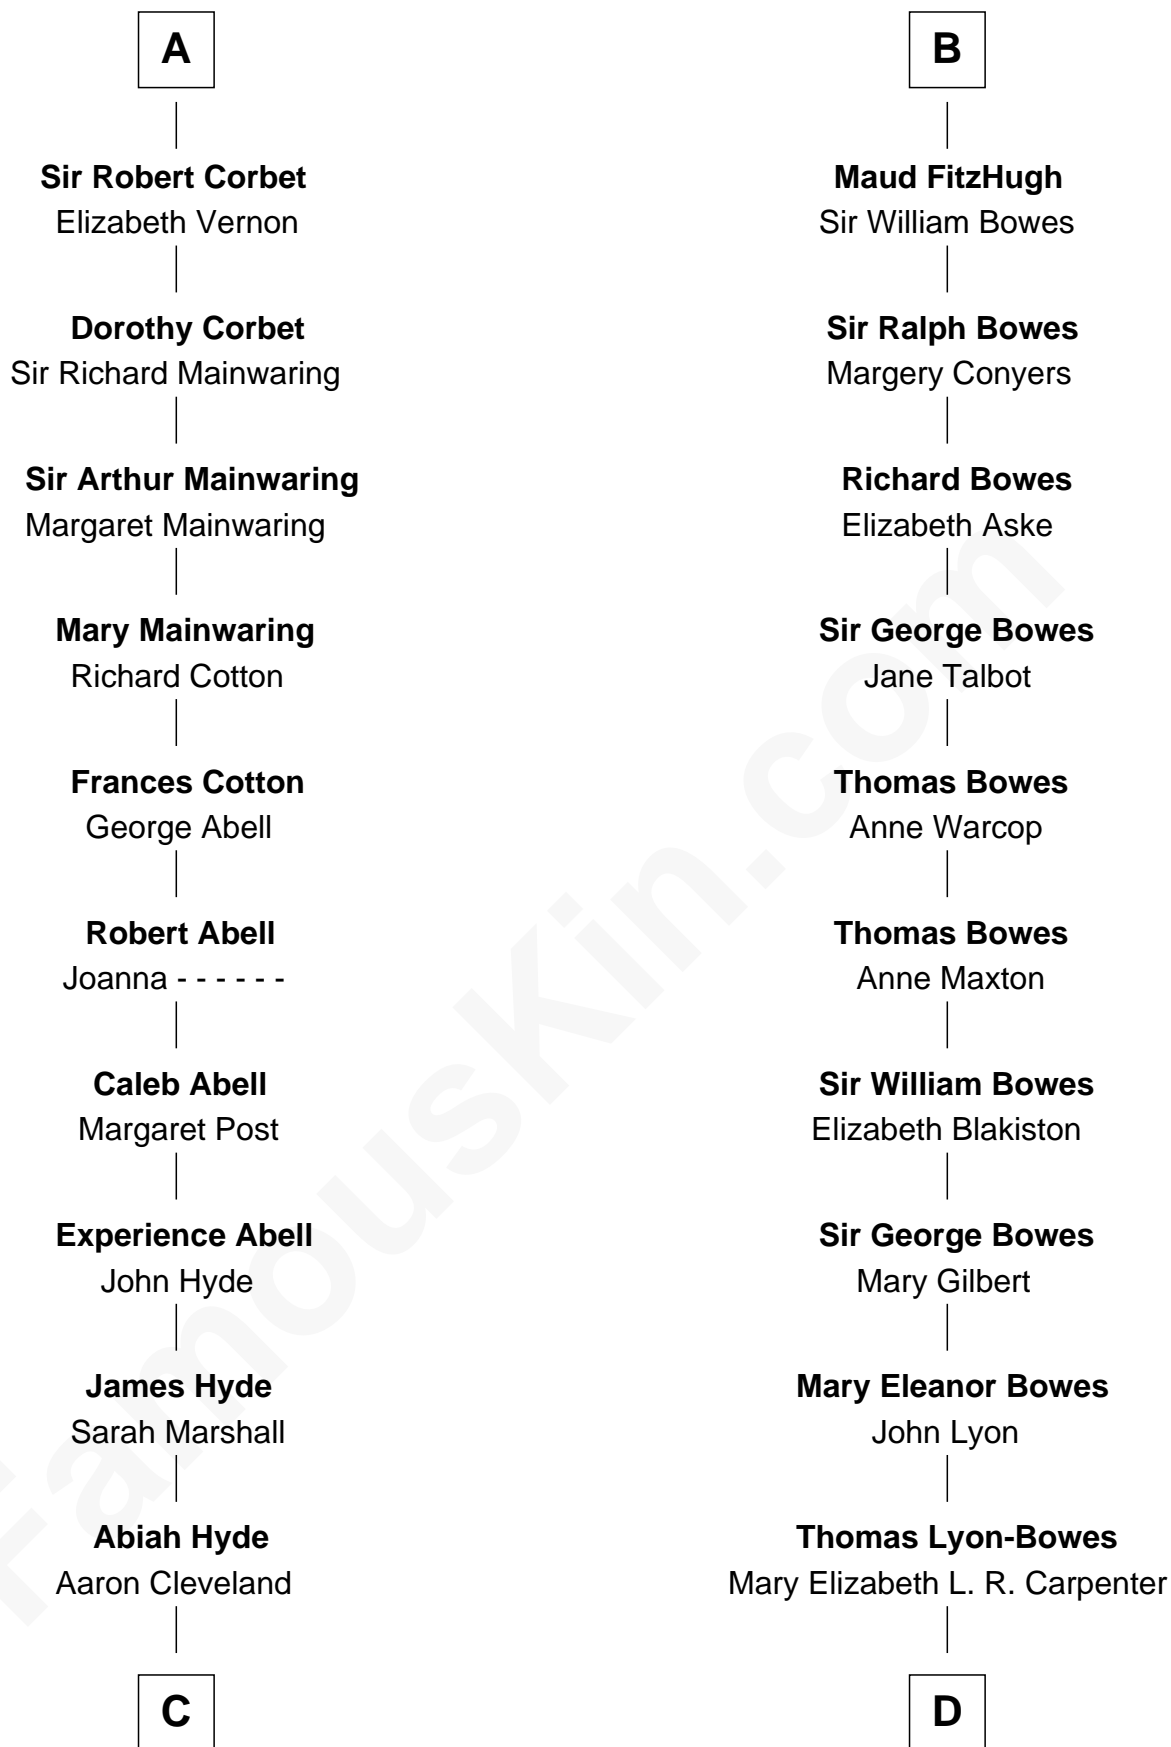 A
Sir Robert Corbet
Elizabeth Vernon
Dorothy Corbet
Sir Richard Mainwaring
Sir Arthur Mainwaring
Margaret Mainwaring
Mary Mainwaring
Richard Cotton
Frances Cotton
George Abell
Robert Abell
Joanna - - - - - -
Caleb Abell
Margaret Post
Experience Abell
John Hyde
James Hyde
Sarah Marshall
Abiah Hyde
Aaron Cleveland
C
B
Maud FitzHugh
Sir William Bowes
Sir Ralph Bowes
Margery Conyers
Richard Bowes
Elizabeth Aske
Sir George Bowes
Jane Talbot
Thomas Bowes
Anne Warcop
Thomas Bowes
Anne Maxton
Sir William Bowes
Elizabeth Blakiston
Sir George Bowes
Mary Gilbert
Mary Eleanor Bowes
John Lyon
Thomas Lyon-Bowes
Mary Elizabeth L. R. Carpenter
D
FamousKin.com